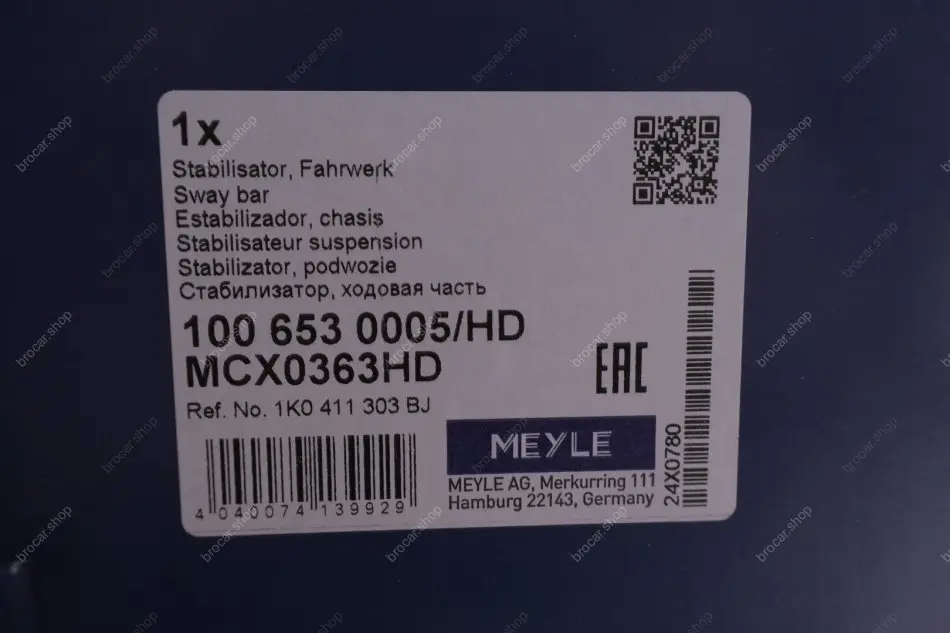 1x
Stabilisator, Fahrwerk
Sway bar
Estabilizador, chasis
Stabilisateur suspension
Stabilizator, podwozie
Стабилизатор, ходовая часть
100 653 0005/HD
MCX0363HD
Ref. No. 1K0 411 303 BJ
4 040074 139929
EAC
MEYLE
MEYLE AG, Merkurring 111
Hamburg 22143, Germany
24X0780
brocar.shop